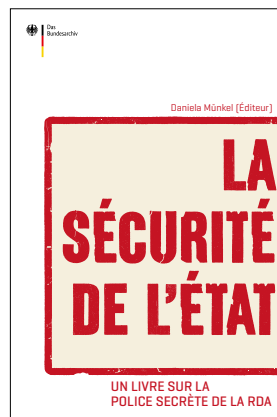 Das
Bundesarchiv
Daniela Münkel [Éditeur]
LA
SÉCURITÉ
DE L'ÉTAT
UN LIVRE SUR LA
POLICE SECRÈTE DE LA RDA